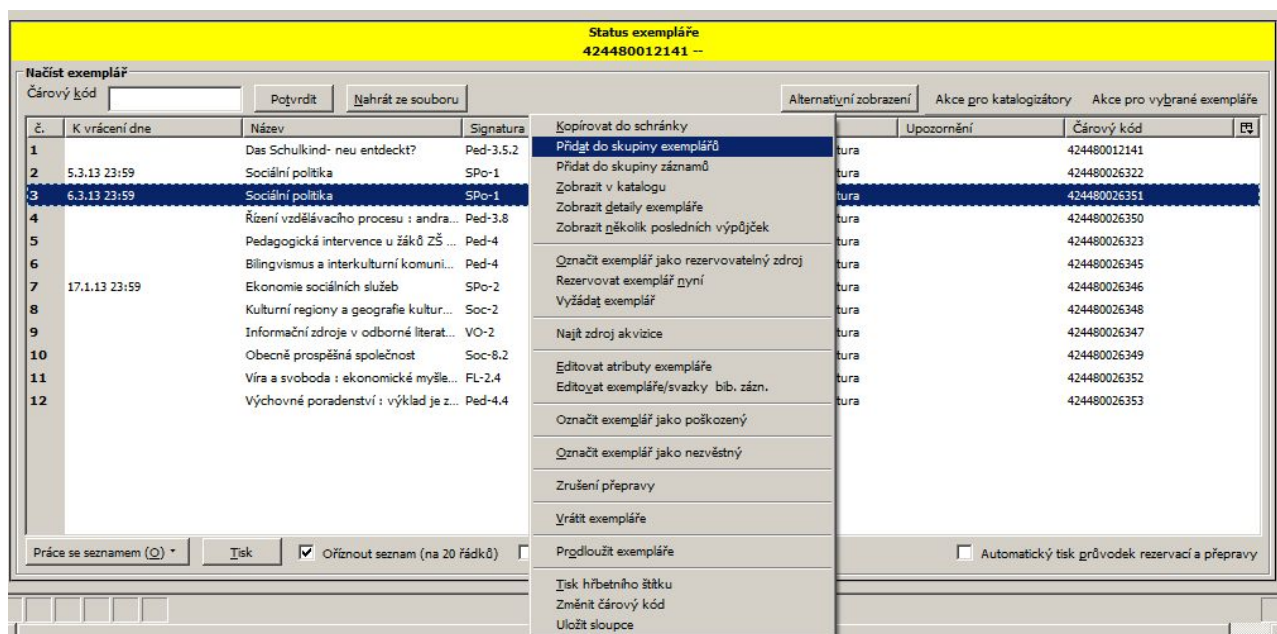 Status exempláře
424480012141 --
Načíst exemplář
Čárový kód Potvrdit Nahrát ze souboru Alternativní zobrazení Akce pro katalogizátory Akce pro vybrané exempláře
č. K vrácení dne Název Signatura Upozornění Čárový kód
1 Das Schulkind- neu entdeckt? Ped-3.5.2 tura 424480012141
2 5.3.13 23:59 Sociální politika SPo-1 tura 424480026322
3 6.3.13 23:59 Sociální politika SPo-1 tura 424480026351
4 Řízení vzdělávacího procesu : andra... Ped-3.8 tura 424480026350
5 Pedagogická intervence u žáků ZŠ ... Ped-4 tura 424480026323
6 Bilingvismus a interkulturní komuni... Ped-4 tura 424480026345
7 17.1.13 23:59 Ekonomie sociálních služeb SPo-2 tura 424480026346
8 Kulturní regiony a geografie kultur... Soc-2 tura 424480026348
9 Informační zdroje v odborné literat... VO-2 tura 424480026347
10 Obecně prospěšná společnost Soc-8.2 tura 424480026349
11 Víra a svoboda : ekonomické myšle... FL-2.4 tura 424480026352
12 Výchovné poradenství : výklad je z... Ped-4.4 tura 424480026353
Kopírovat do schránky
Přidat do skupiny exemplářů
Přidat do skupiny záznamů
Zobrazit v katalogu
Zobrazit detaily exempláře
Zobrazit několik posledních výpůjček
Označit exemplář jako rezervovatelný zdroj
Rezervovat exemplář nyní
Vyžádat exemplář
Najít zdroj akvizice
Editovat atributy exempláře
Editovat exempláře/svazky bib. zázn.
Označit exemplář jako poškozený
Označit exemplář jako nezvěstný
Zrušení přepravy
Vrátit exempláře
Prodloužit exempláře
Tisk hřbetního štítku
Změnit čárový kód
Uložit sloupce
Práce se seznamem (O) Tisk Oříznout seznam (na 20 řádků) Automatický tisk průvodek rezervací a přepravy